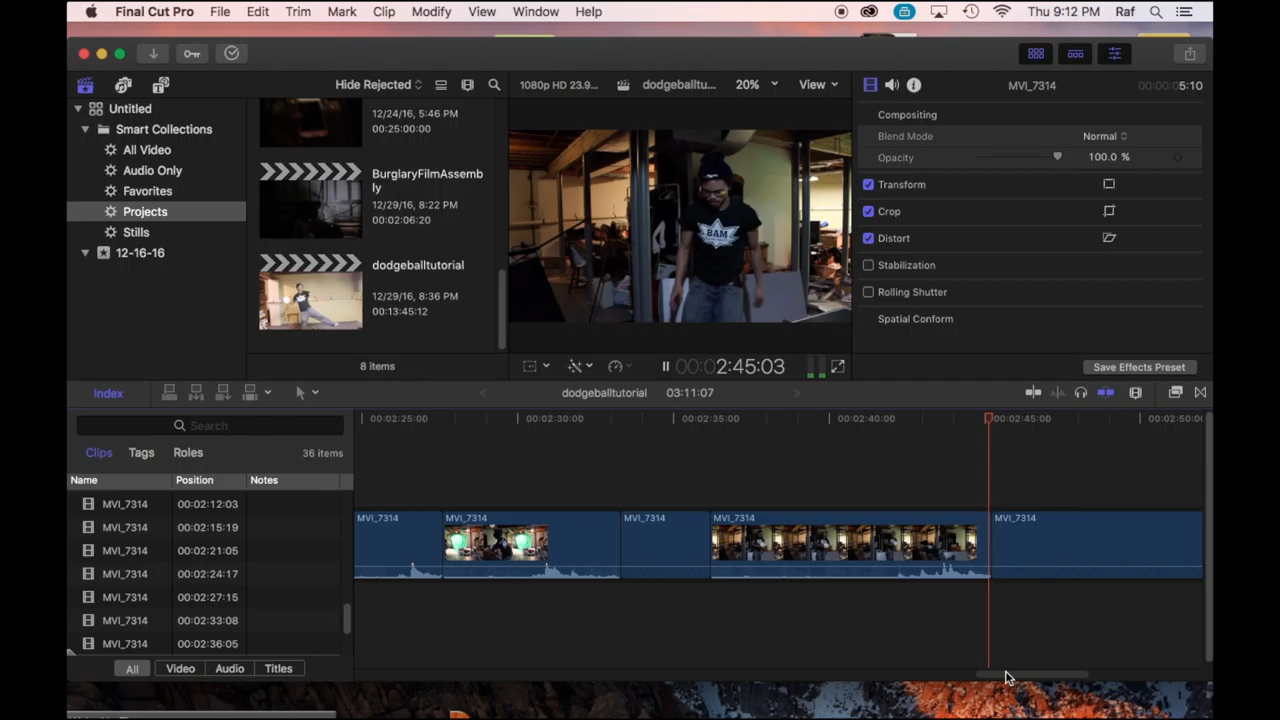 Final Cut Pro File Edit Trim Mark Clip Modify View Window Help Thu 9:12 PM Raf
Hide Rejected 1080p HD 23.9... dodgeballtu... 20% View MVI_7314 00:00:05:10
Untitled
Smart Collections
All Video
Audio Only
Favorites
Projects
Stills
12-16-16
12/24/16, 5:46 PM
00:25:00:00
BurglaryFilmAssemb
ly
12/29/16, 8:22 PM
00:02:06:20
dodgeballtutorial
12/29/16, 8:36 PM
00:13:45:12
8 items
BAM
00:02:45:03
Compositing
Blend Mode Normal
Opacity 100.0 %
Transform
Crop
Distort
Stabilization
Rolling Shutter
Spatial Conform
Save Effects Preset
Index dodgeballtutorial 03:11:07
Search
Clips Tags Roles 36 items
Name Position Notes
MVI_7314 00:02:12:03
MVI_7314 00:02:15:19
MVI_7314 00:02:21:05
MVI_7314 00:02:24:17
MVI_7314 00:02:27:15
MVI_7314 00:02:33:08
MVI_7314 00:02:36:05
All Video Audio Titles
00:02:25:00 00:02:30:00 00:02:35:00 00:02:40:00 00:02:45:00 00:02:50:00
MVI_7314 MVI_7314 MVI_7314 MVI_7314 MVI_7314